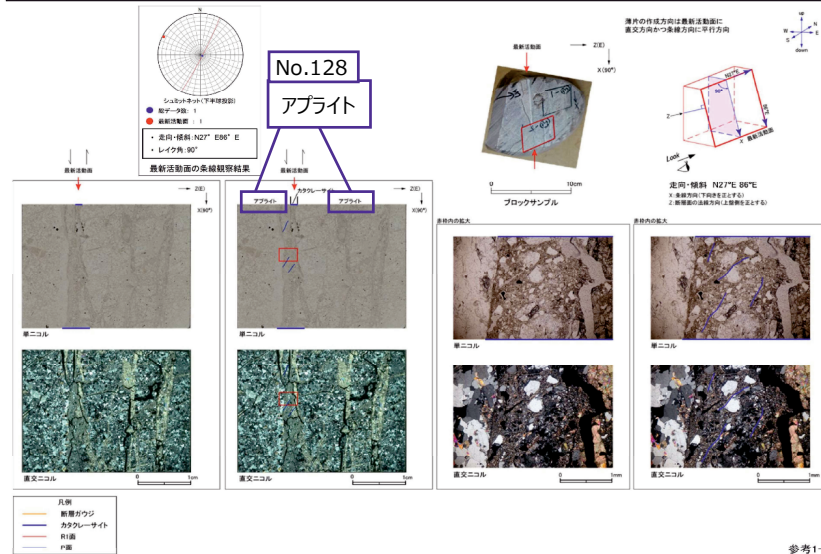 N
シュミットネット(下半球投影)
総データ数: 1
最新活動面 : 1
・ 走向・傾斜:N27° E86° E
・ レイク角:90°
最新活動面の条線観察結果
No.128
アプライト
薄片の作成方向は最新活動面に
直交方向かつ条線方向に平行方向
up
N
W
E
S
down
最新活動面
Z(E)
X(90°)
0
10cm
ブロックサンプル
N27°E
86°E
90°
Z
X
最新活動面
Look
走向・傾斜 N27°E 86°E
X:条線方向(下向きを正とする)
Z:断層面の法線方向(上盤側を正とする)
最新活動面
Z(E)
X(90°)
単ニコル
直交ニコル
0
1cm
最新活動面
カタクレーサイト
アプライト
アプライト
Z(E)
X(90°)
単ニコル
直交ニコル
0
1cm
赤枠内の拡大
単ニコル
直交ニコル
0
1mm
赤枠内の拡大
単ニコル
直交ニコル
0
1mm
凡例
断層ガウジ
カタクレーサイト
R1面
P面
参考1-